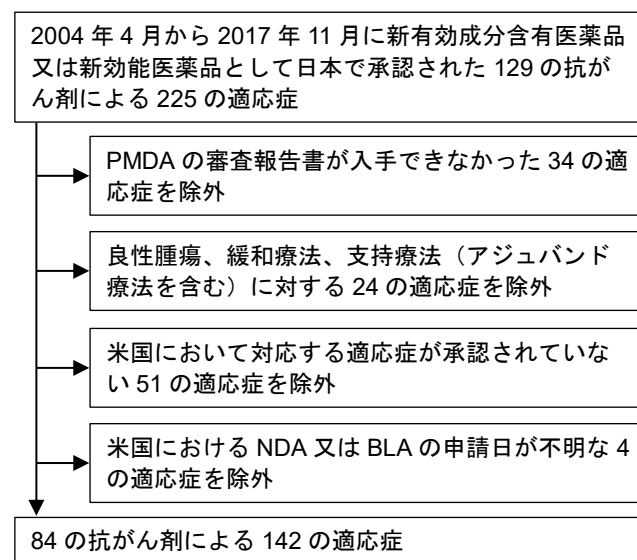 2004 年 4 月から 2017 年 11 月に新有効成分含有医薬品
又は新効能医薬品として日本で承認された 129 の抗が
ん剤による 225 の適応症
PMDA の審査報告書が入手できなかった 34 の適
応症を除外
良性腫瘍、緩和療法、支持療法（アジュバンド
療法を含む）に対する 24 の適応症を除外
米国において対応する適応症が承認されていな
い 51 の適応症を除外
米国における NDA 又は BLA の申請日が不明な 4
の適応症を除外
84 の抗がん剤による 142 の適応症